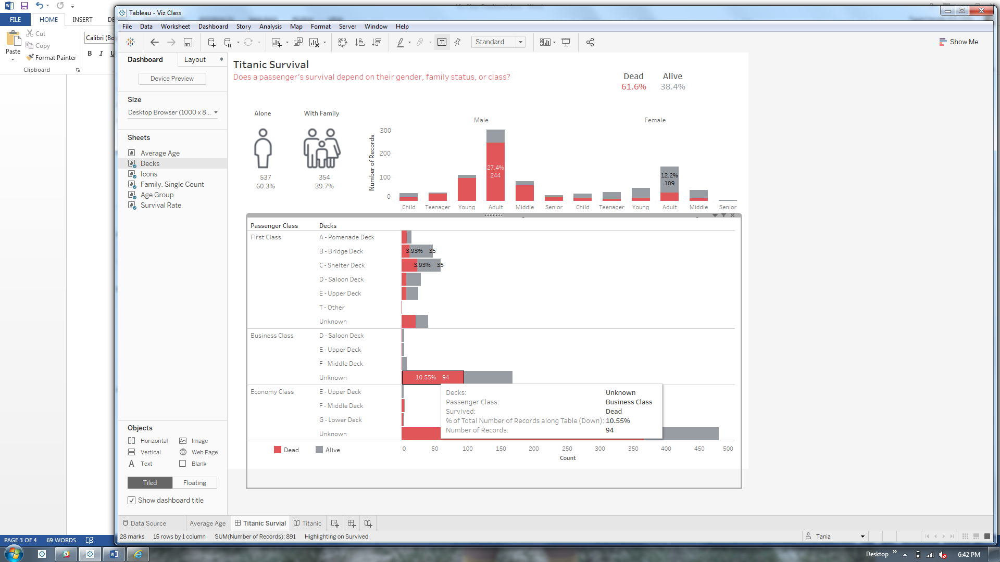 Tableau - Viz Class
FILE
HOME
INSERT
DE
Cut
Copy
Paste
Format Painter
Clipboard
Calibri (Bo
B I U
File Data Worksheet Dashboard Story Analysis Map Format Server Window Help
Standard
Show Me
Dashboard
Layout
Device Preview
Size
Desktop Browser (1000 x 8...
Sheets
Average Age
Decks
Icons
Family, Single Count
Age Group
Survival Rate
Objects
Horizontal
Image
Vertical
Web Page
A Text
Blank
Tiled
Floating
Show dashboard title
Titanic Survival
Does a passenger's survival depend on their gender, family status, or class?
Dead
Alive
61.6%
38.4%
Alone
With Family
537
354
60.3%
39.7%
Male
Female
Number of Records
300
200
100
0
27.4%
244
12.2%
109
Child Teenager Young Adult Middle Senior Child Teenager Young Adult Middle Senior
Passenger Class
Decks
First Class
A - Pomenade Deck
B - Bridge Deck
3.93% 35
C - Shelter Deck
3.93% 35
D - Saloon Deck
E - Upper Deck
T - Other
Unknown
Business Class
D - Saloon Deck
E - Upper Deck
F - Middle Deck
Unknown
10.55% 94
Economy Class
E - Upper Deck
F - Middle Deck
G - Lower Deck
Unknown
Decks: Unknown
Passenger Class: Business Class
Survived: Dead
% of Total Number of Records along Table (Down): 10.55%
Number of Records: 94
Dead
Alive
0 50 100 150 200 250 300 350 400 450 500
Count
Data Source
Average Age
Titanic Survial
Titanic
28 marks
15 rows by 1 column
SUM(Number of Records): 891
Highlighting on Survived
Tania
PAGE 3 OF 4
69 WORDS
Desktop
6:42 PM